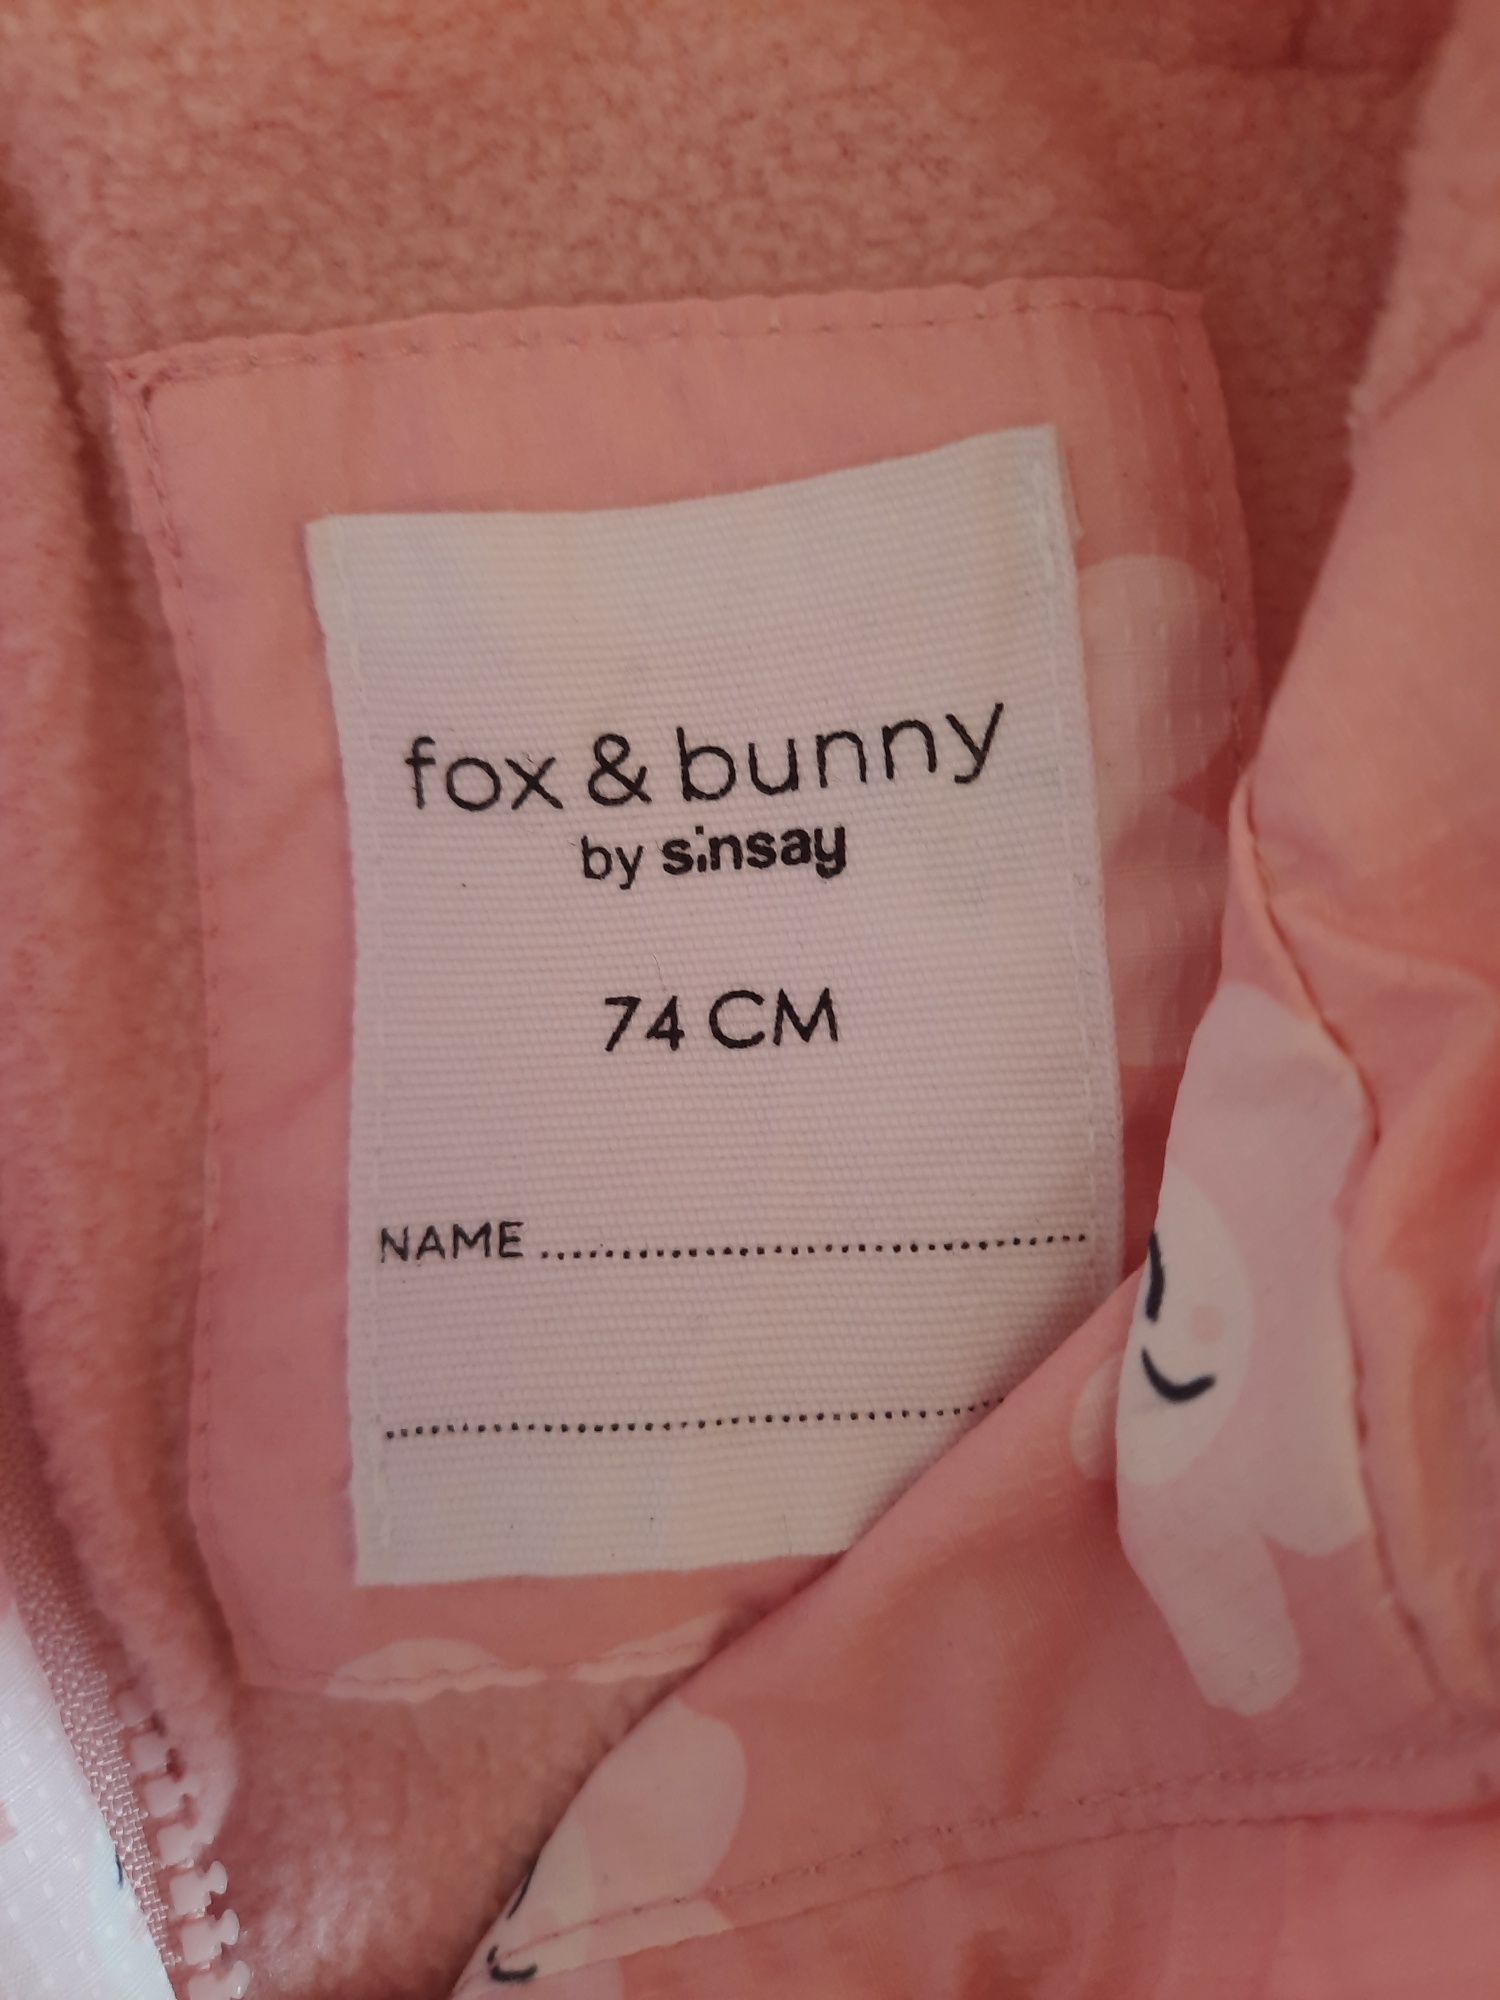 fox & bunny
by sinsay
74 CM
NAME ..............................................
..............................................................